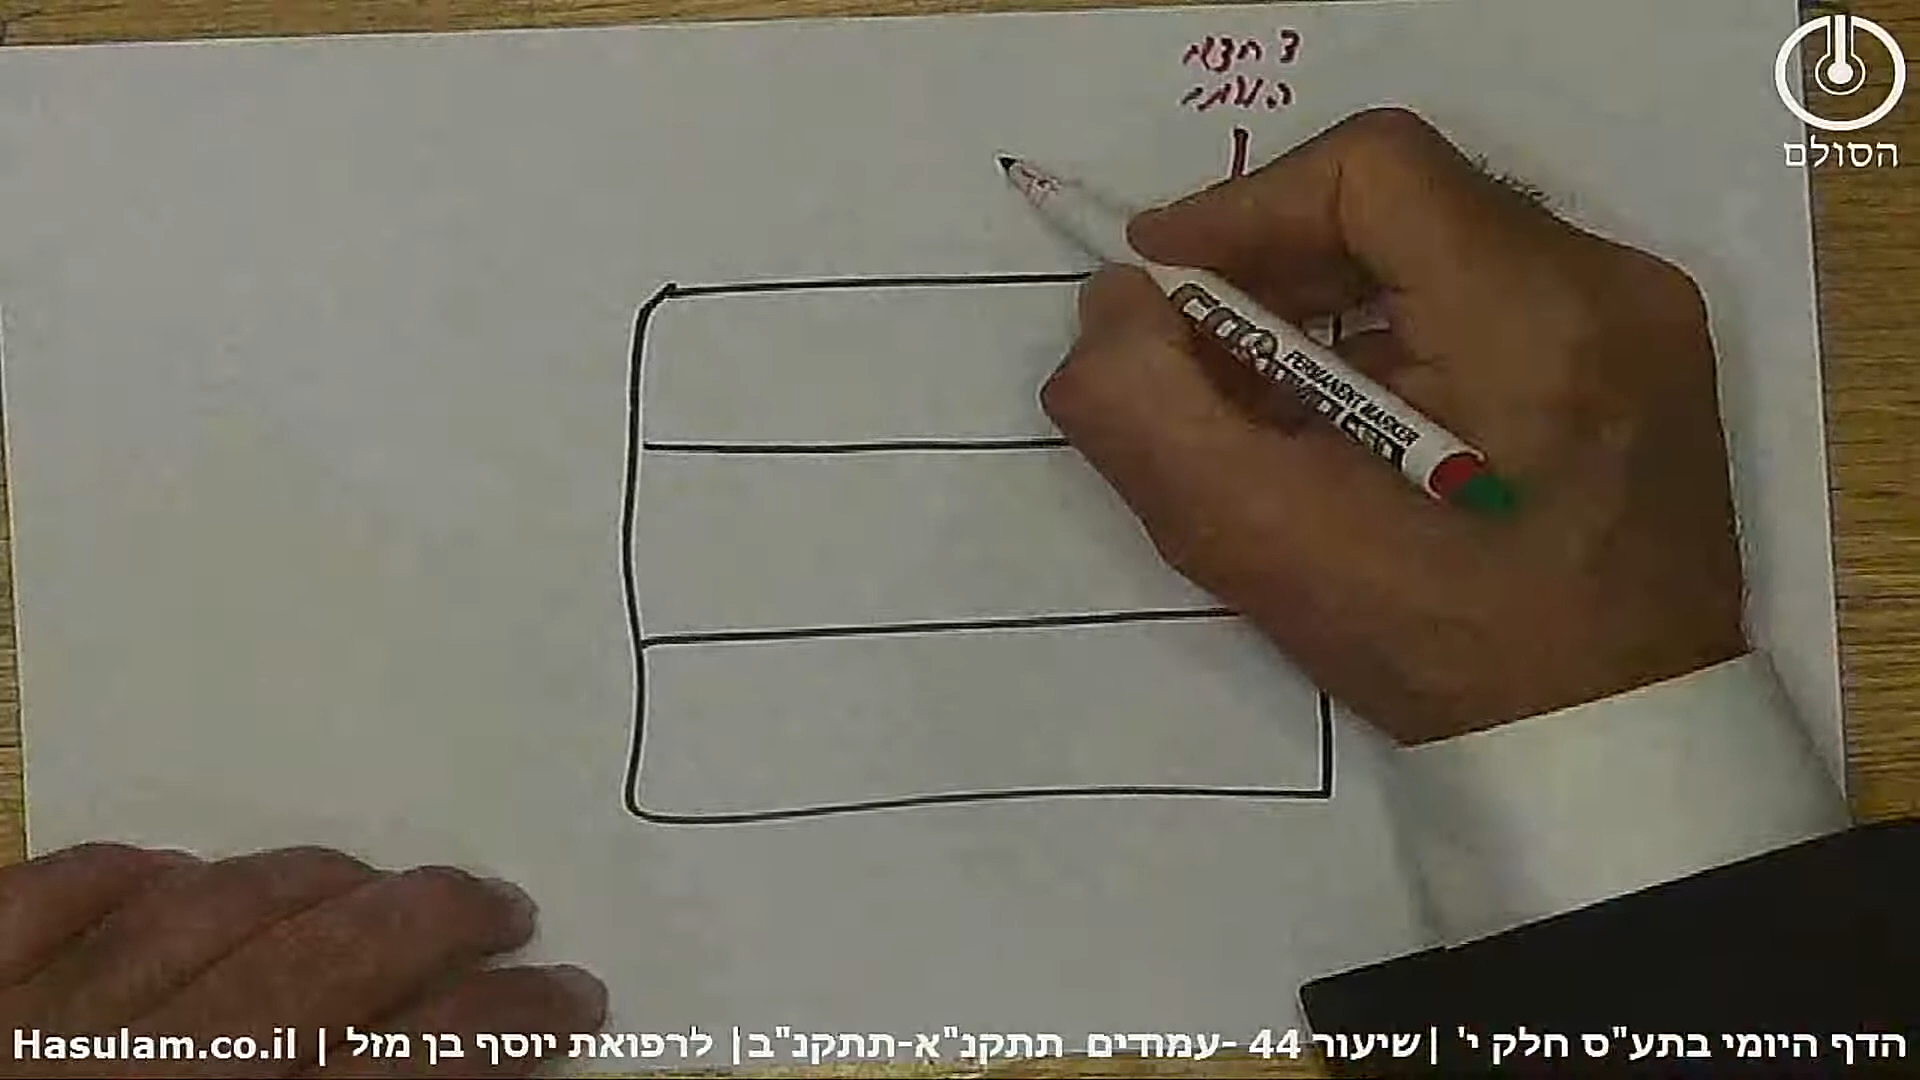 הסולם
PERMANENT MARKER
הדף היומי בתע"ס חלק י' | שיעור 44 -עמודים תתקנ"א-תתקנ"ב | לרפואת יוסף בן מזל | Hasulam.co.il